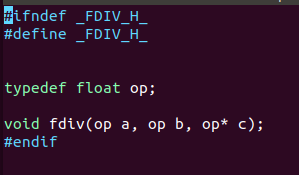 #ifndef _FDIV_H_
#define _FDIV_H_
typedef float op;
void fdiv(op a, op b, op* c);
#endif